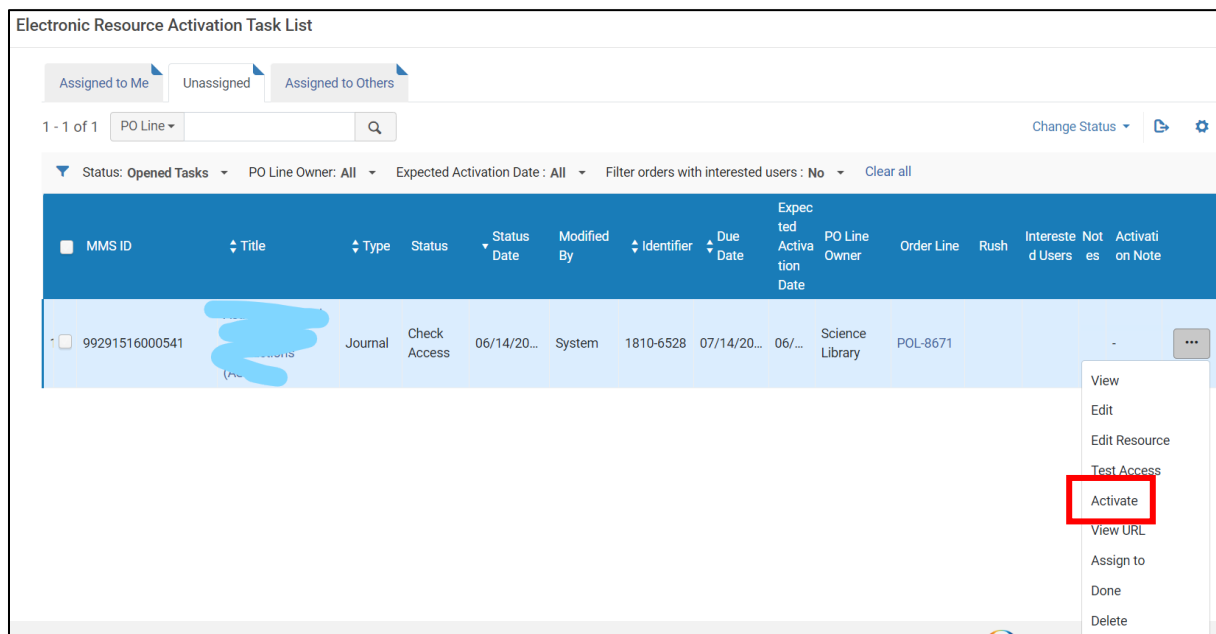 Electronic Resource Activation Task List
Assigned to Me Unassigned Assigned to Others
1 - 1 of 1 PO Line Change Status
Status: Opened Tasks PO Line Owner: All Expected Activation Date : All Filter orders with interested users : No Clear all
MMS ID Title Type Status Status Date Modified By Identifier Due Date Expected Activation Date PO Line Owner Order Line Rush Interested Users Notes Activation Note
99291516000541 Journal Check Access 06/14/20... System 1810-6528 07/14/20... 06/... Science Library POL-8671 - ...
View
Edit
Edit Resource
Test Access
Activate
View URL
Assign to
Done
Delete